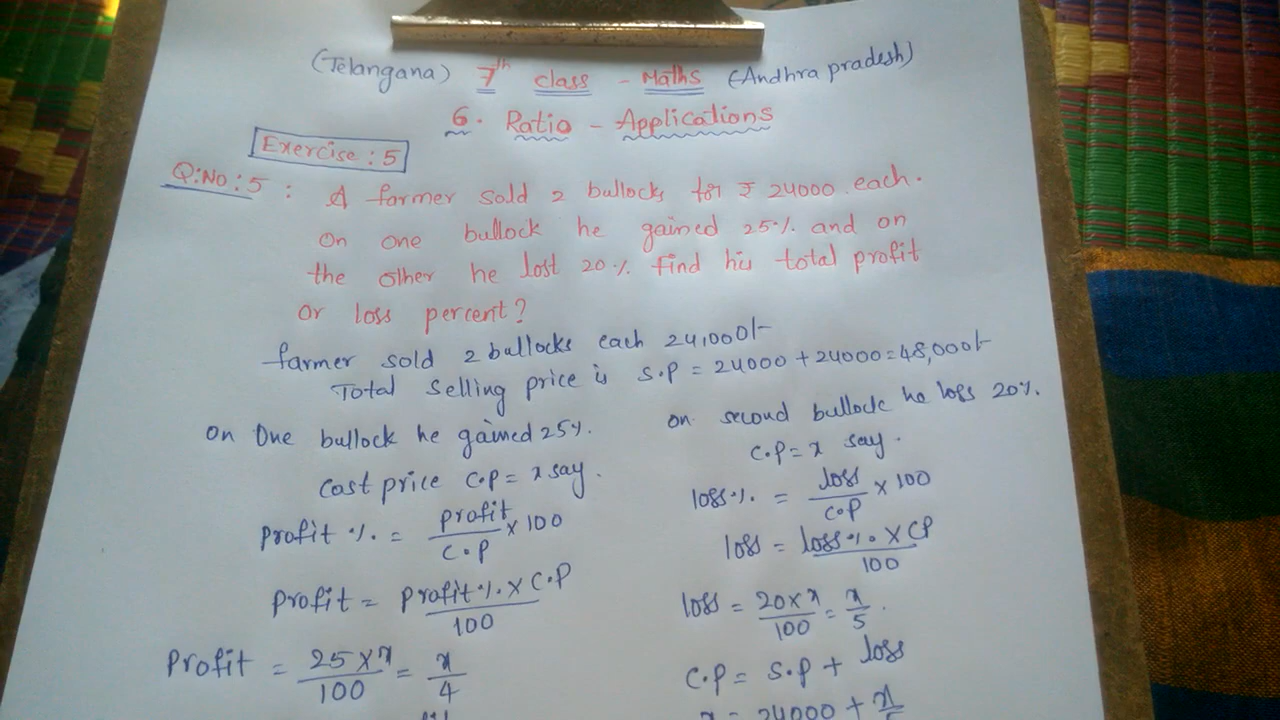 (Telangana) 7th class - Maths (Andhra pradesh)
6. Ratio - Applications
Exercise : 5
Q:No:5 : A farmer sold 2 bullocks for ₹ 24000 each.
On one bullock he gained 25% and on
the other he lost 20% find his total profit
or loss percent?
farmer sold 2 bullocks each 24,000/-
Total selling price is S.P = 24000 + 24000 = 48,000/-
on One bullock he gained 25%.
Cost price C.P = x say.
Profit % = profit/C.P × 100
Profit = Profit % × C.P/100
Profit = 25 × x/100 = x/4
on second bullock he loss 20%.
C.P = x say.
loss % = loss/C.P × 100
loss = loss % × CP/100
loss = 20 × x/100 = x/5.
C.P = S.P + loss
x = 24000 + x/5